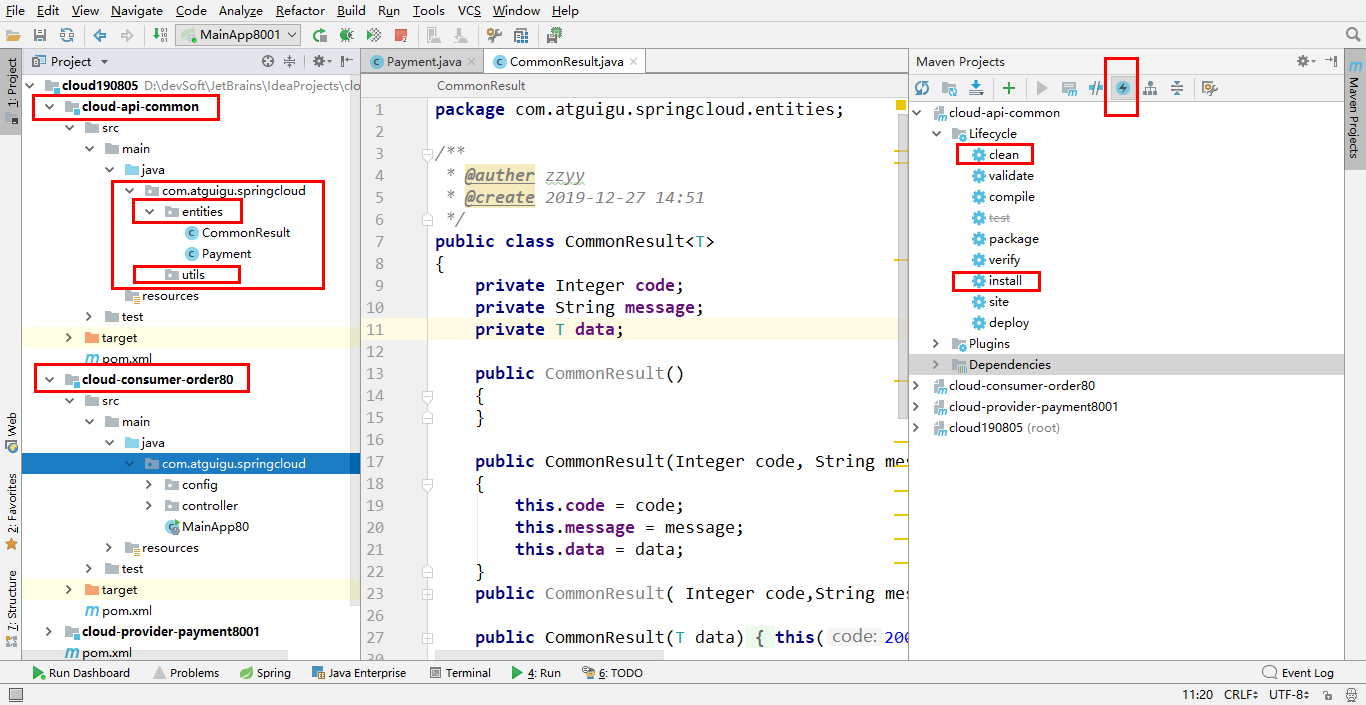 File Edit View Navigate Code Analyze Refactor Build Run Tools VCS Window Help
MainApp8001
1: Project
Web
2: Favorites
7: Structure
Project
cloud190805 D:\devSoft\JetBrains\IdeaProjects\clo
cloud-api-common
src
main
java
com.atguigu.springcloud
entities
CommonResult
Payment
utils
resources
test
target
pom.xml
cloud-consumer-order80
src
main
java
com.atguigu.springcloud
config
controller
MainApp80
resources
test
target
pom.xml
cloud-provider-payment8001
pom.xml
Payment.java CommonResult.java
CommonResult
1 package com.atguigu.springcloud.entities;
2
3 /**
4 * @auther zzyy
5 * @create 2019-12-27 14:51
6 */
7 public class CommonResult<T>
8 {
9 private Integer code;
10 private String message;
11 private T data;
12
13 public CommonResult()
14 {
15 }
16
17 public CommonResult(Integer code, String mes
18 {
19 this.code = code;
20 this.message = message;
21 this.data = data;
22 }
23 public CommonResult( Integer code,String mes
26
27 public CommonResult(T data) { this( code: 200
30
Maven Projects
cloud-api-common
Lifecycle
clean
validate
compile
test
package
verify
install
site
deploy
Plugins
Dependencies
cloud-consumer-order80
cloud-provider-payment8001
cloud190805 (root)
Maven Projects
Run Dashboard Problems Spring Java Enterprise Terminal 4: Run 6: TODO Event Log
11:20 CRLF UTF-8